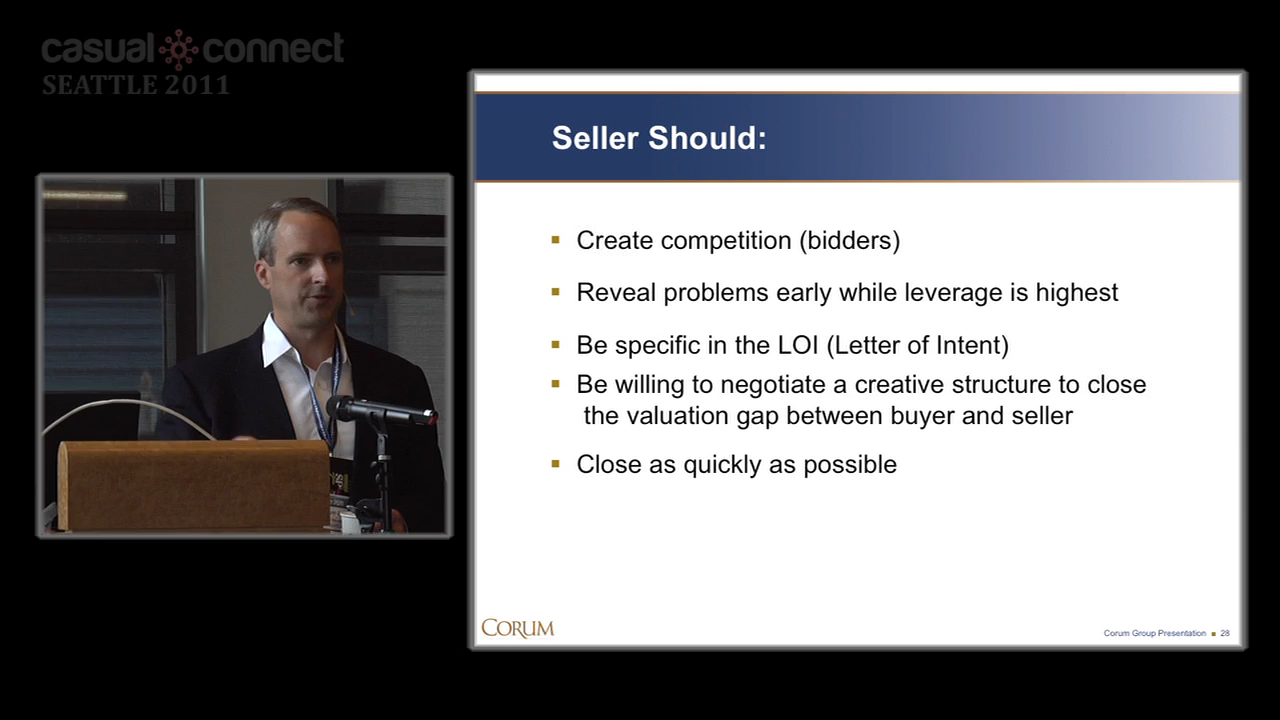 casual connect
SEATTLE 2011
Seller Should:
▪ Create competition (bidders)
▪ Reveal problems early while leverage is highest
▪ Be specific in the LOI (Letter of Intent)
▪ Be willing to negotiate a creative structure to close
the valuation gap between buyer and seller
▪ Close as quickly as possible
CORUM
Corum Group Presentation ▪ 28